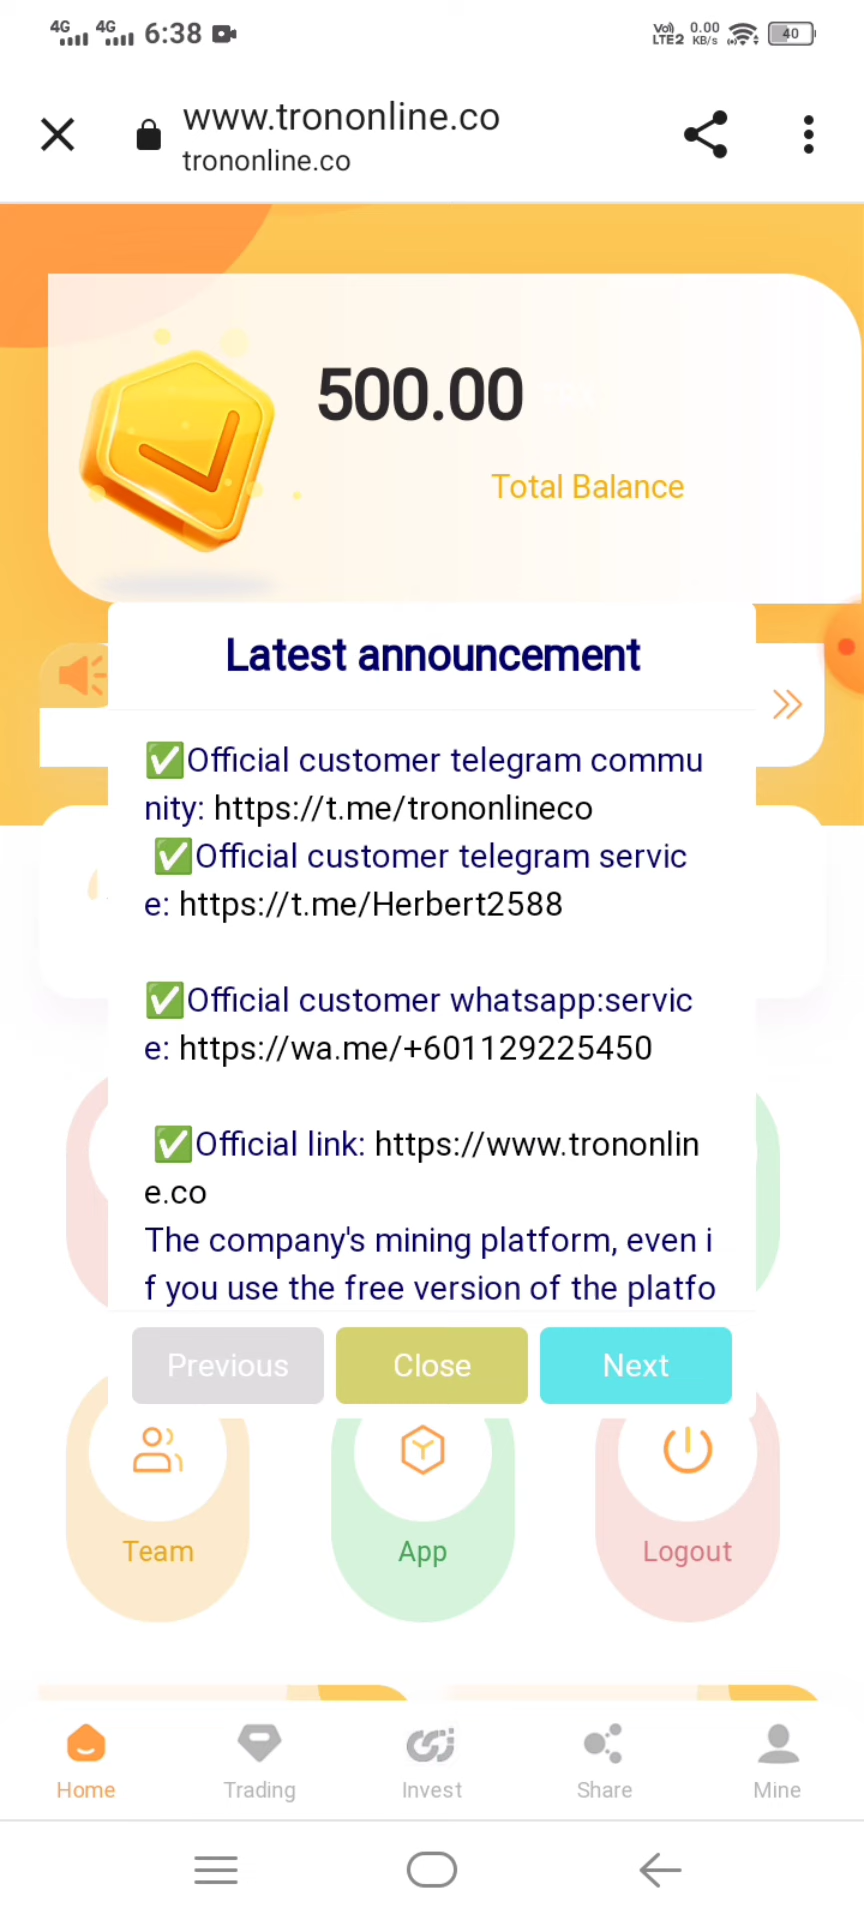 4G 4G 6:38 Vo)) LTE2 0.00 KB/s 40
www.trononline.co
trononline.co
500.00
Total Balance
Latest announcement
✅Official customer telegram commu
nity: https://t.me/trononlineco
✅Official customer telegram servic
e: https://t.me/Herbert2588
✅Official customer whatsapp:servic
e: https://wa.me/+601129225450
✅Official link: https://www.trononlin
e.co
The company's mining platform, even i
f you use the free version of the platfo
Previous Close Next
Team App Logout
Home Trading Invest Share Mine